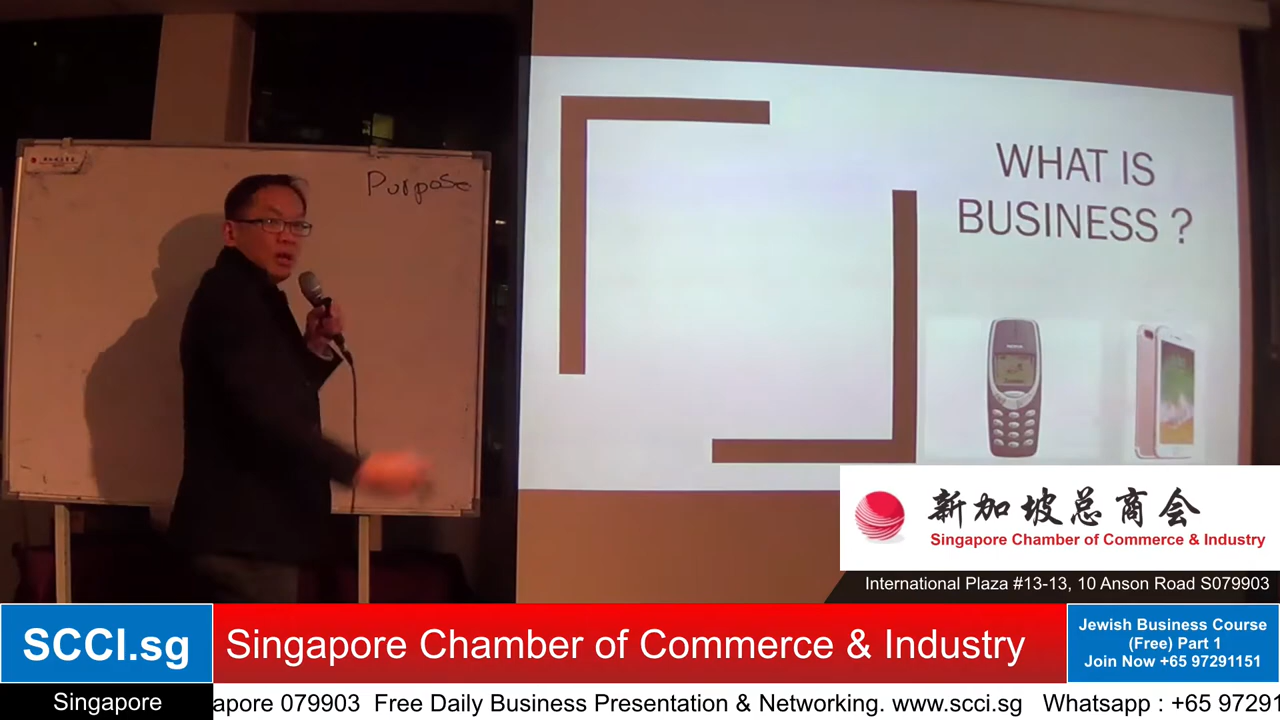 Purpose
WHAT IS
BUSINESS ?
NOKIA
新加坡总商会
Singapore Chamber of Commerce & Industry
International Plaza #13-13, 10 Anson Road S079903
SCCI.sg
Singapore Chamber of Commerce & Industry
Jewish Business Course
(Free) Part 1
Join Now +65 97291151
Singapore
apore 079903 Free Daily Business Presentation & Networking. www.scci.sg Whatsapp : +65 9729